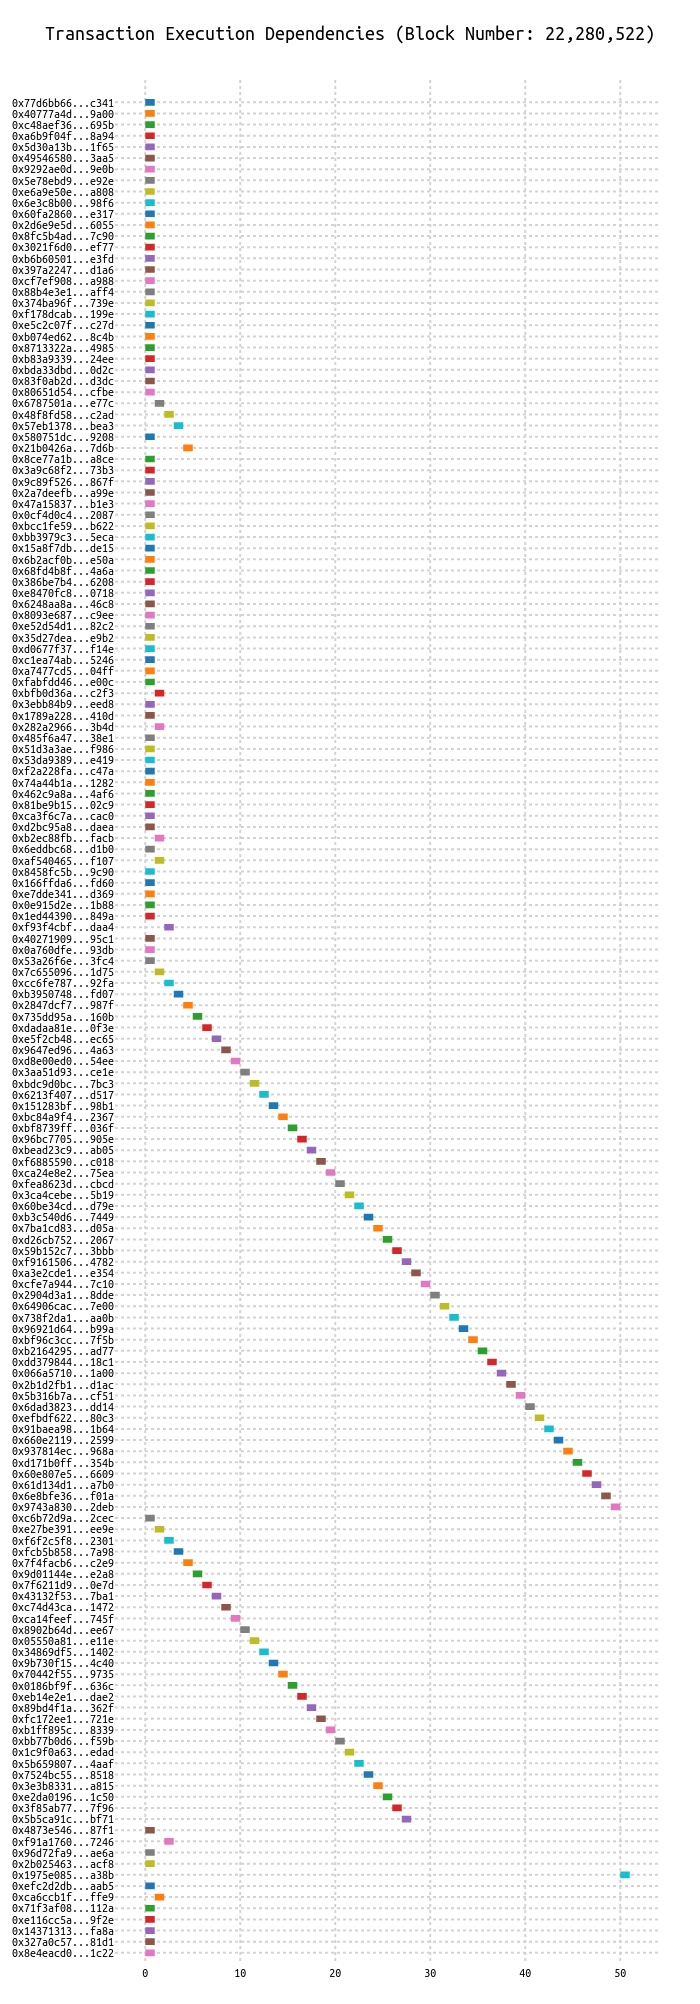 Transaction Execution Dependencies (Block Number: 22,280,522)
0x77d6bb66...c341
0x40777a4d...9a00
0xc48aef36...695b
0xa6b9f04f...8a94
0x5d30a13b...1f65
0x49546580...3aa5
0x9292ae0d...9e0b
0x5e78ebd9...e92e
0xe6a9e50e...a808
0x6e3c8b00...98f6
0x60fa2860...e317
0x2d6e9e5d...6055
0x8fc5b4ad...7c90
0x3021f6d0...ef77
0xb6b60501...e3fd
0x397a2247...d1a6
0xcf7ef908...a988
0x88b4e3e1...aff4
0x374ba96f...739e
0xf178dcab...199e
0xe5c2c07f...c27d
0xb074ed62...8c4b
0x8713322a...4985
0xb83a9339...24ee
0xbda33dbd...0d2c
0x83f0ab2d...d3dc
0x80651d54...cfbe
0x6787501a...e77c
0x48f8fd58...c2ad
0x57eb1378...bea3
0x580751dc...9208
0x21b0426a...7d6b
0x8ce77a1b...a8ce
0x3a9c68f2...73b3
0x9c89f526...867f
0x2a7deefb...a99e
0x47a15837...b1e3
0x0cf4d0c4...2087
0xbcc1fe59...b622
0xbb3979c3...5eca
0x15a8f7db...de15
0x6b2acf0b...e50a
0x68fd4b8f...4a6a
0x386be7b4...6208
0xe8470fc8...0718
0x6248aa8a...46c8
0x8093e687...c9ee
0xe52d54d1...82c2
0x35d27dea...e9b2
0xd0677f37...f14e
0xc1ea74ab...5246
0xa7477cd5...04ff
0xfabfdd46...e00c
0xbfb0d36a...c2f3
0x3ebb84b9...eed8
0x1789a228...410d
0x282a2966...3b4d
0x485f6a47...38e1
0x51d3a3ae...f986
0x53da9389...e419
0xf2a228fa...c47a
0x74a44b1a...1282
0x462c9a8a...4af6
0x81be9b15...02c9
0xca3f6c7a...cac0
0xd2bc95a8...daea
0xb2ec88fb...facb
0x6eddbc68...d1b0
0xaf540465...f107
0x8458fc5b...9c90
0x166ffda6...fd60
0xe7dde341...d369
0x0e915d2e...1b88
0x1ed44390...849a
0xf93f4cbf...daa4
0x40271909...95c1
0x0a760dfe...93db
0x53a26f6e...3fc4
0x7c655096...1d75
0xcc6fe787...92fa
0xb3950748...fd07
0x2847dcf7...987f
0x735dd95a...160b
0xdadaa81e...0f3e
0xe5f2cb48...ec65
0x9647ed96...4a63
0xd8e00ed0...54ee
0x3aa51d93...ce1e
0xbdc9d0bc...7bc3
0x6213f407...d517
0x151283bf...98b1
0xbc84a9f4...2367
0xbf8739ff...036f
0x96bc7705...905e
0xbead23c9...ab05
0xf6885590...c018
0xca24e8e2...75ea
0xfea8623d...cbcd
0x3ca4cebe...5b19
0x60be34cd...d79e
0xb3c540d6...7449
0x7ba1cd83...d05a
0xd26cb752...2067
0x59b152c7...3bbb
0xf9161506...4782
0xa3e2cde1...e354
0xcfe7a944...7c10
0x2904d3a1...8dde
0x64906cac...7e00
0x738f2da1...aa0b
0x96921d64...b99a
0xbf96c3cc...7f5b
0xb2164295...ad77
0xdd379844...18c1
0x066a5710...1a00
0x2b1d2fb1...d1ac
0x5b316b7a...cf51
0x6dad3823...dd14
0xefbdf622...80c3
0x91baea98...1b64
0x660e2119...2599
0x937814ec...968a
0xd171b0ff...354b
0x60e807e5...6609
0x61d134d1...a7b0
0x6e8bfe36...f01a
0x9743a830...2deb
0xc6b72d9a...2cec
0xe27be391...ee9e
0xf6f2c5f8...2301
0xfcb5b858...7a98
0x7f4facb6...c2e9
0x9d01144e...e2a8
0x7f6211d9...0e7d
0x43132f53...7ba1
0xc74d43ca...1472
0xca14feef...745f
0x8902b64d...ee67
0x05550a81...e11e
0x34869df5...1402
0x9b730f15...4c40
0x70442f55...9735
0x0186bf9f...636c
0xeb14e2e1...dae2
0x89bd4f1a...362f
0xfc172ee1...721e
0xb1ff895c...8339
0xbb77b0d6...f59b
0x1c9f0a63...edad
0x5b659807...4aaf
0x7524bc55...8518
0x3e3b8331...a815
0xe2da0196...1c50
0x3f85ab77...7f96
0x5b5ca91c...bf71
0x4873e546...87f1
0xf91a1760...7246
0x96d72fa9...ae6a
0x2b025463...acf8
0x1975e085...a38b
0xefc2d2db...aab5
0xca6ccb1f...ffe9
0x71f3af08...112a
0xe116cc5a...9f2e
0x14371313...fa8a
0x327a0c57...81d1
0x8e4eacd0...1c22
0 10 20 30 40 50